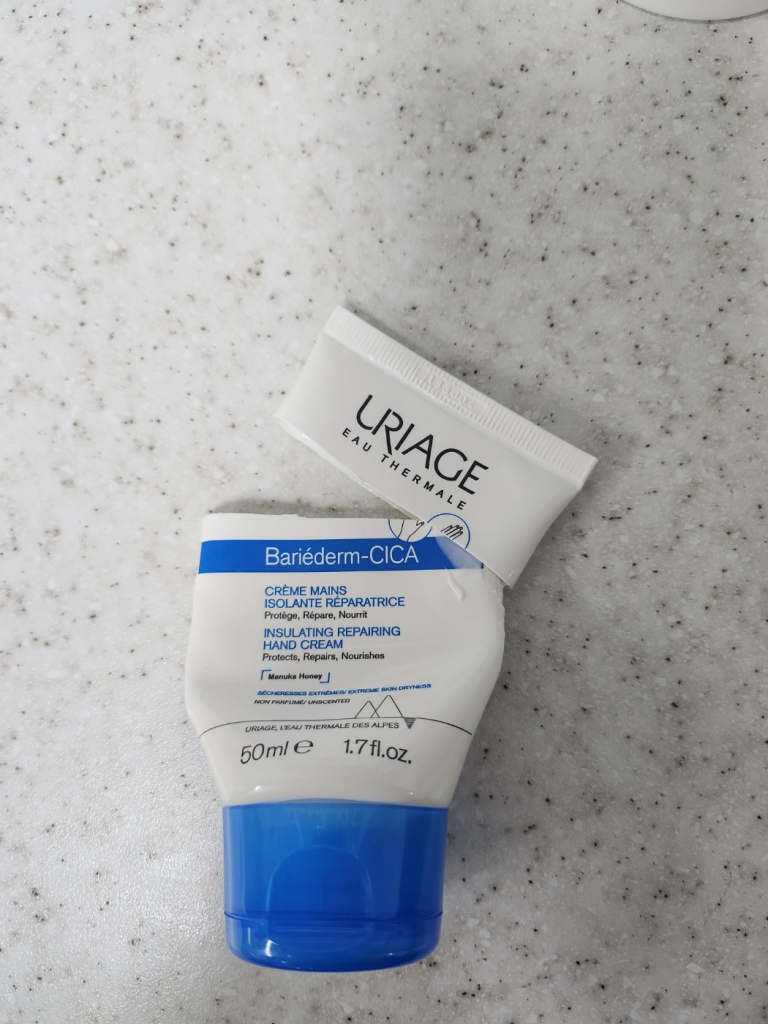 URIAGE
EAU THERMALE
Bariéderm-CICA
CRÈME MAINS
ISOLANTE RÉPARATRICE
Protège, Répare, Nourrit
INSULATING REPAIRING
HAND CREAM
Protects, Repairs, Nourishes
Manuka Honey
SÉCHERESSES EXTRÊMES/ EXTREME SKIN DRYNESS
NON PARFUMÉ/ UNSCENTED
URIAGE, L'EAU THERMALE DES ALPES
50ml e 1.7fl.oz.